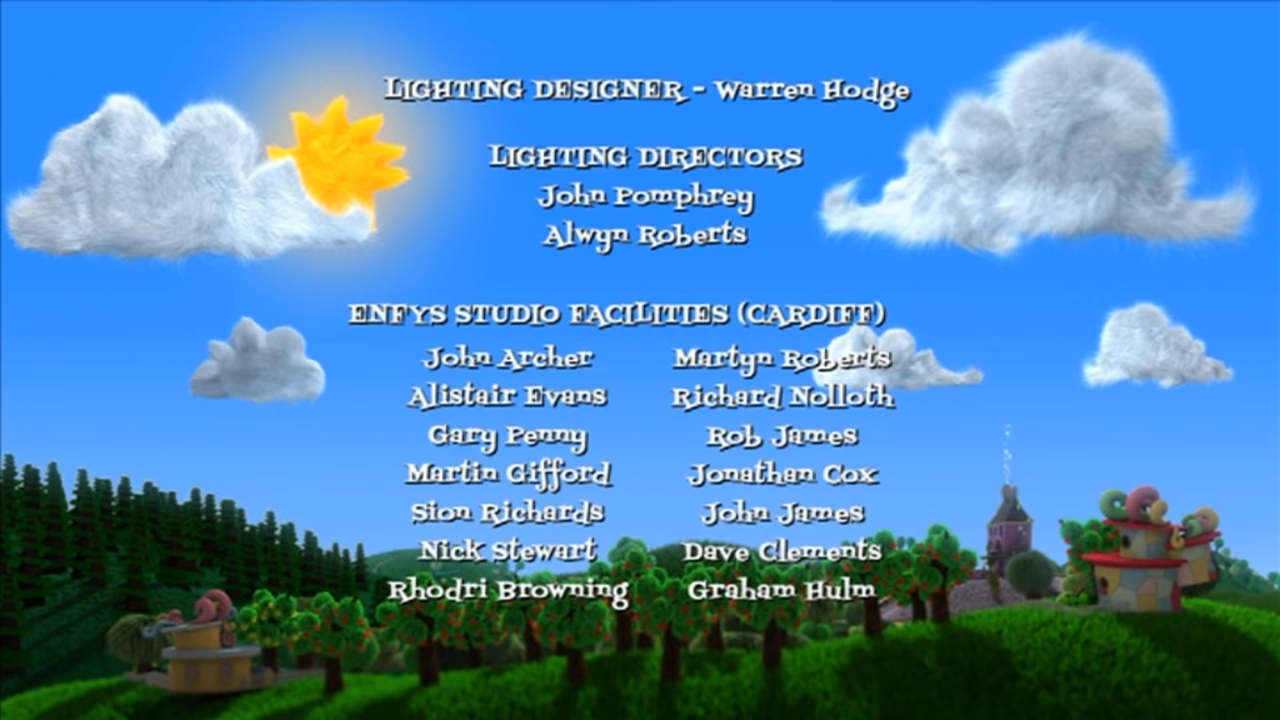 LIGHTING DESIGNER - Warren Hodge
LIGHTING DIRECTORS
John Pomphrey
Alwyn Roberts
ENFYS STUDIO FACILITIES (CARDIFF)
John Archer Martyn Roberts
Alistair Evans Richard Nolloth
Gary Penny Rob James
Martin Gifford Jonathan Cox
Sion Richards John James
Nick Stewart Dave Clements
Rhodri Browning Graham Hulm